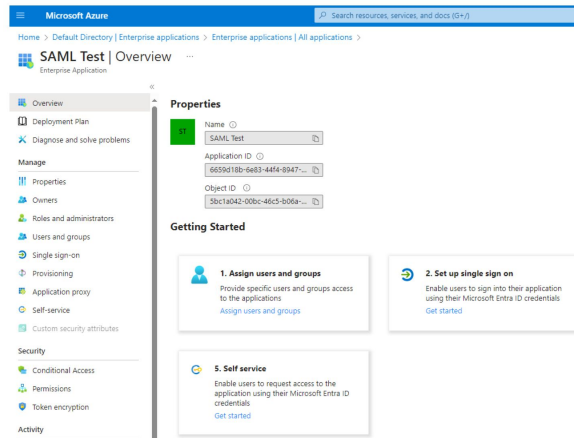 Microsoft Azure
Search resources, services, and docs (G+/)
Home > Default Directory | Enterprise applications > Enterprise applications | All applications >
SAML Test | Overview ...
Enterprise Application
«
Overview
Deployment Plan
Diagnose and solve problems
Manage
Properties
Owners
Roles and administrators
Users and groups
Single sign-on
Provisioning
Application proxy
Self-service
Custom security attributes
Security
Conditional Access
Permissions
Token encryption
Activity
Properties
ST
Name
SAML Test
Application ID
6659d18b-6e83-44f4-8947-...
Object ID
5bc1a042-00bc-46c5-b06a-...
Getting Started
1. Assign users and groups
Provide specific users and groups access
to the applications
Assign users and groups
2. Set up single sign on
Enable users to sign into their application
using their Microsoft Entra ID credentials
Get started
5. Self service
Enable users to request access to the
application using their Microsoft Entra ID
credentials
Get started